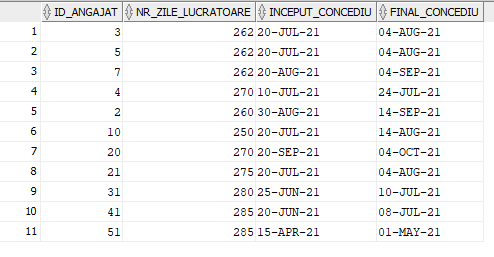 ID_ANGAJAT NR_ZILE_LUCRATOARE INCEPUT_CONCEDIU FINAL_CONCEDIU
1 3 262 20-JUL-21 04-AUG-21
2 5 262 20-JUL-21 04-AUG-21
3 7 262 20-AUG-21 04-SEP-21
4 4 270 10-JUL-21 24-JUL-21
5 2 260 30-AUG-21 14-SEP-21
6 10 250 20-JUL-21 14-AUG-21
7 20 270 20-SEP-21 04-OCT-21
8 21 275 20-JUL-21 04-AUG-21
9 31 280 25-JUN-21 10-JUL-21
10 41 285 20-JUN-21 08-JUL-21
11 51 285 15-APR-21 01-MAY-21